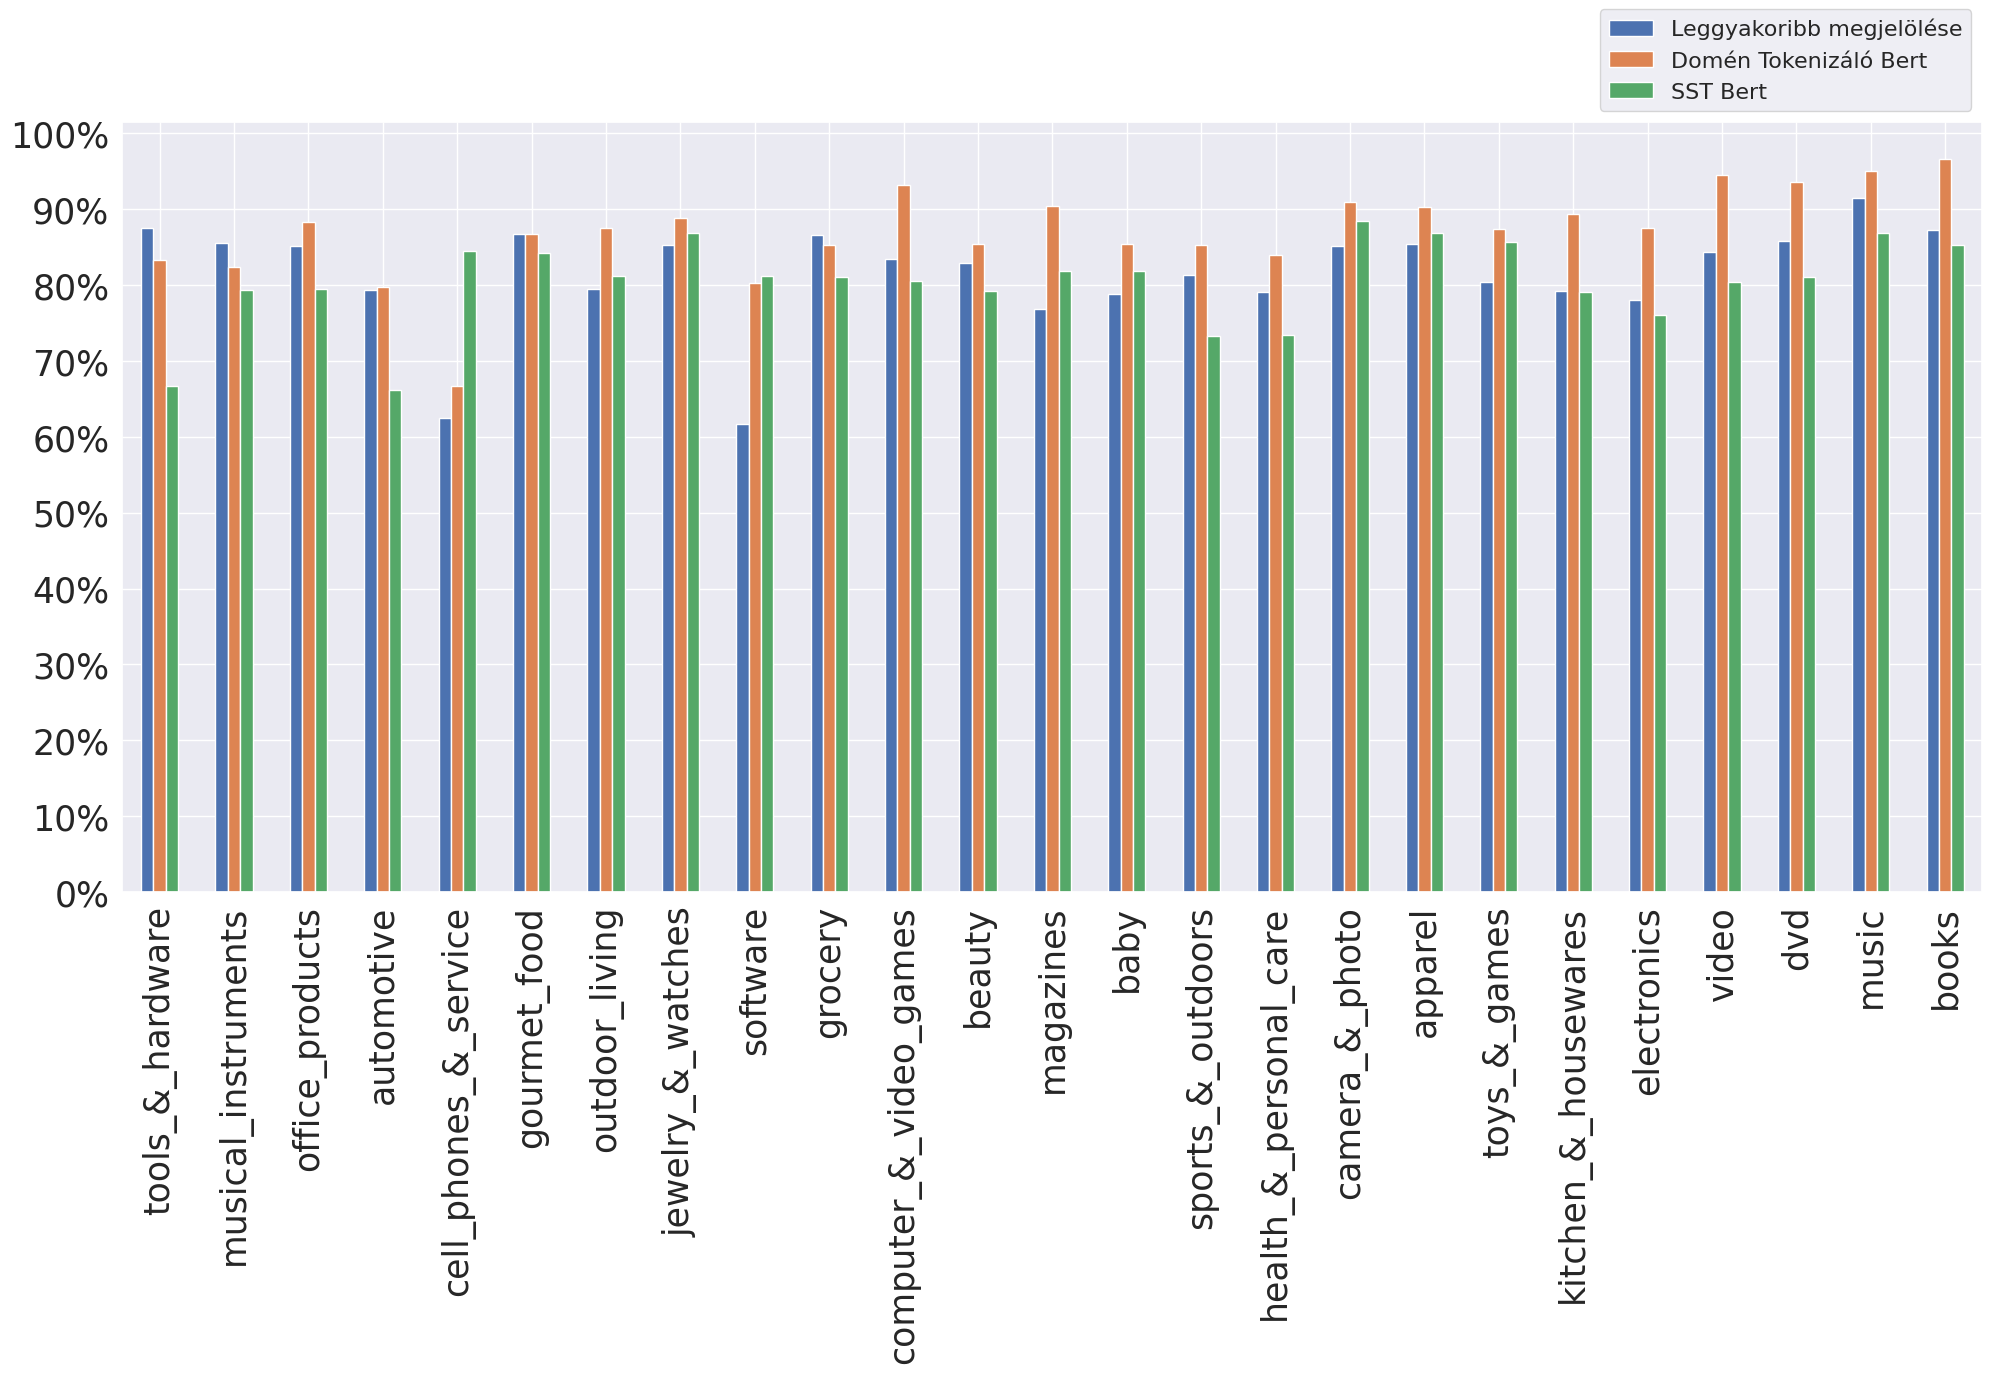 Leggyakoribb megjelölése
Domén Tokenizáló Bert
SST Bert
100%
90%
80%
70%
60%
50%
40%
30%
20%
10%
0%
tools_&_hardware
musical_instruments
office_products
automotive
cell_phones_&_service
gourmet_food
outdoor_living
jewelry_&_watches
software
grocery
computer_&_video_games
beauty
magazines
baby
sports_&_outdoors
health_&_personal_care
camera_&_photo
apparel
toys_&_games
kitchen_&_housewares
electronics
video
dvd
music
books